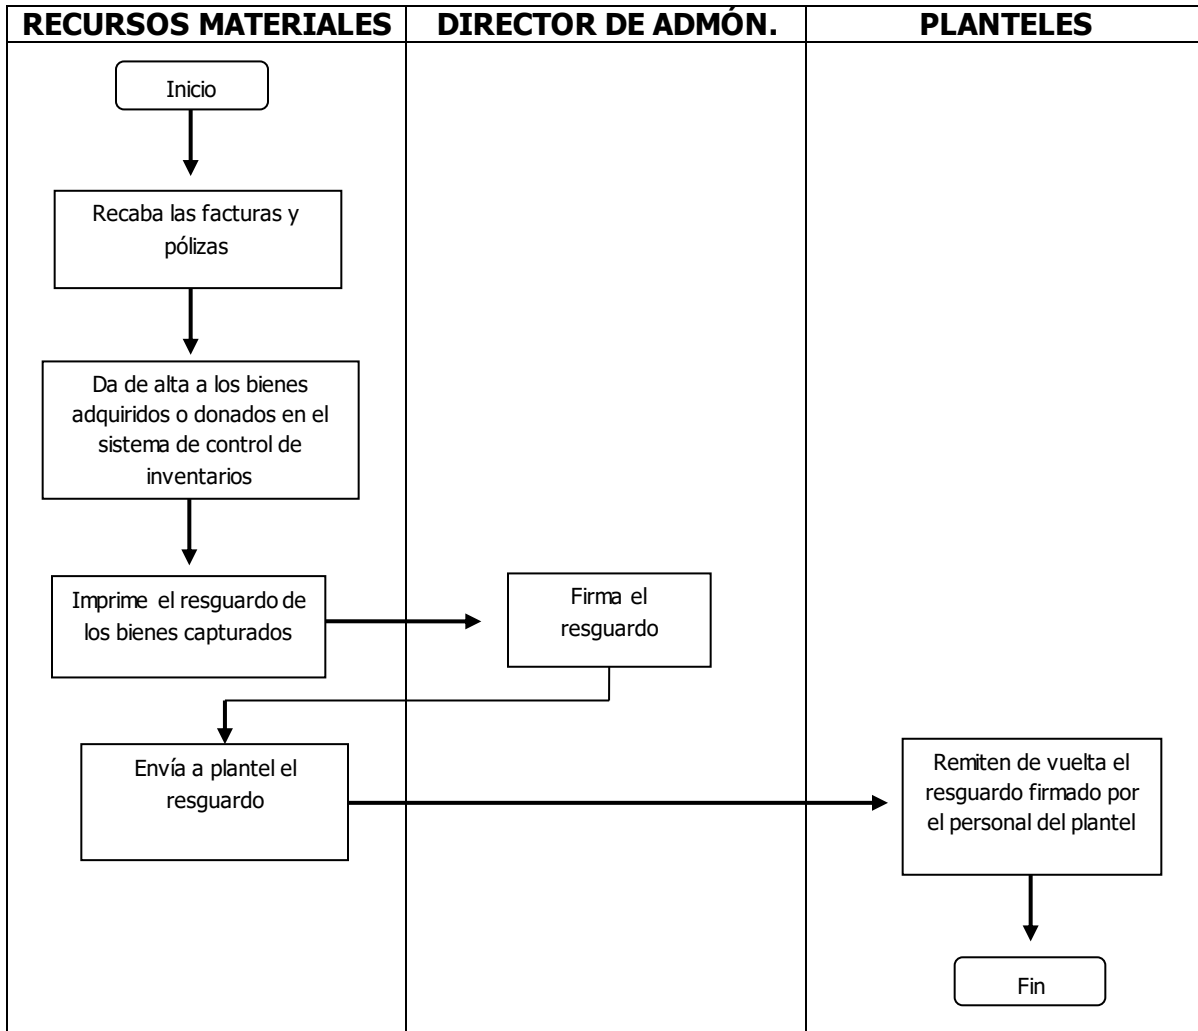 RECURSOS MATERIALES
DIRECTOR DE ADMÓN.
PLANTELES
Inicio
Recaba las facturas y
pólizas
Da de alta a los bienes
adquiridos o donados en el
sistema de control de
inventarios
Imprime el resguardo de
los bienes capturados
Firma el
resguardo
Envía a plantel el
resguardo
Remiten de vuelta el
resguardo firmado por
el personal del plantel
Fin